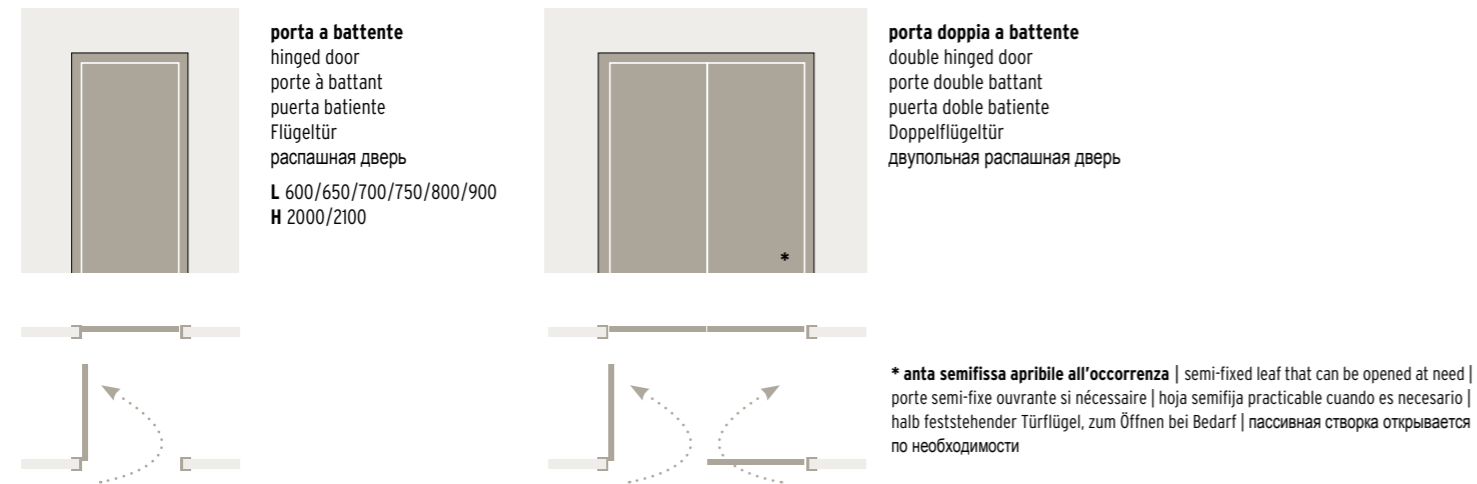 porta a battente
hinged door
porte à battant
puerta batiente
Flügeltür
распашная дверь
L 600/650/700/750/800/900
H 2000/2100
porta doppia a battente
double hinged door
porte double battant
puerta doble batiente
Doppelflügeltür
двупольная распашная дверь
*
* anta semifissa apribile all'occorrenza | semi-fixed leaf that can be opened at need |
porte semi-fixe ouvrante si nécessaire | hoja semifija practicable cuando es necesario |
halb feststehender Türflügel, zum Öffnen bei Bedarf | пассивная створка открывается
по необходимости